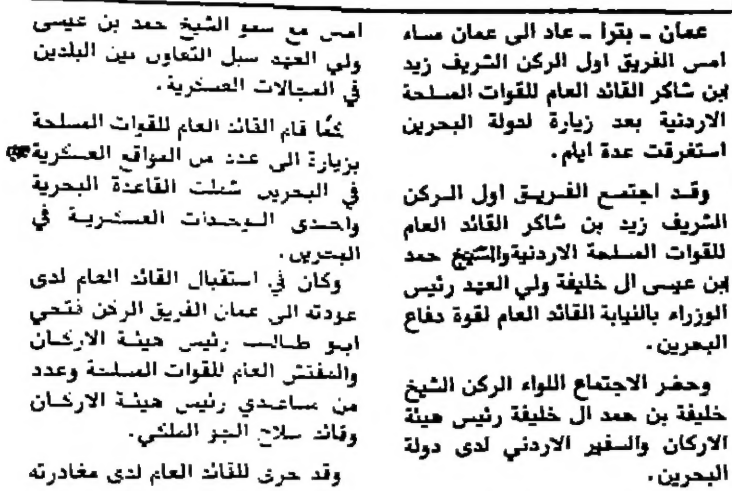 عمان ـ بترا ـ عاد الى عمان مساء
امس الفريق اول الركن الشريف زيد
ابن شاكر القائد العام للقوات المسلحة
الاردنية بعد زيارة لدولة البحرين
استغرقت عدة ايام.
وقد اجتمع الفريق اول الركن
الشريف زيد بن شاكر القائد العام
للقوات المسلحة الاردنية والشيخ حمد
ابن عيسى ال خليفة ولي العهد رئيس
الوزراء بالنيابة القائد العام لقوة دفاع
البحرين.
وحضر الاجتماع اللواء الركن الشيخ
خليفة بن حمد ال خليفة رئيس هيئة
الاركان والسفير الاردني لدى دولة
البحرين.
امس مع سمو الشيخ حمد بن عيسى
ولي العهد سبل التعاون بين البلدين
في المجالات العسكرية.
كما قام القائد العام للقوات المسلحة
بزيارة الى عدد من المواقع العسكرية
في البحرين شملت القاعدة البحرية
واحدى الوحدات العسكرية في
البحرين.
وكان في استقبال القائد العام لدى
عودته الى عمان الفريق الركن فتحي
ابو طالب رئيس هيئة الاركان
والمفتش العام للقوات المسلحة وعدد
من مساعدي رئيس هيئة الاركان
وقائد سلاح الجو الملكي.
وقد جرى للقائد العام لدى مغادرته